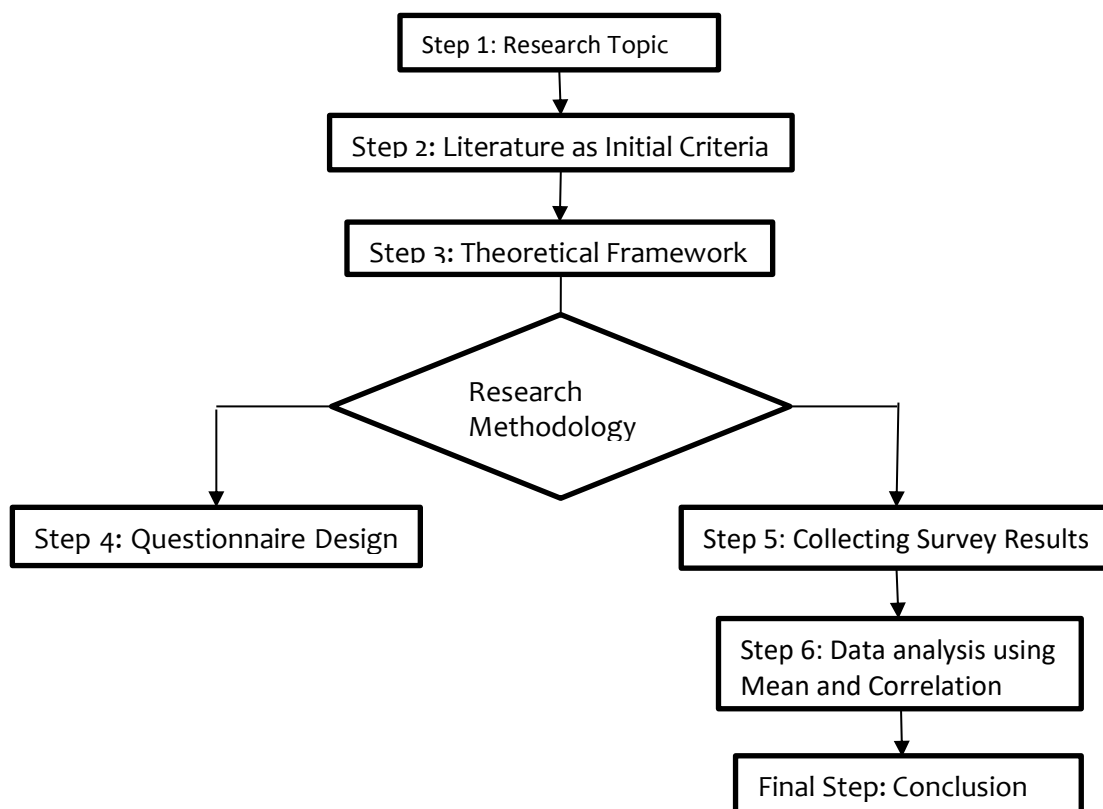 Step 1: Research Topic
Step 2: Literature as Initial Criteria
Step 3: Theoretical Framework
Research
Methodology
Step 4: Questionnaire Design
Step 5: Collecting Survey Results
Step 6: Data analysis using
Mean and Correlation
Final Step: Conclusion